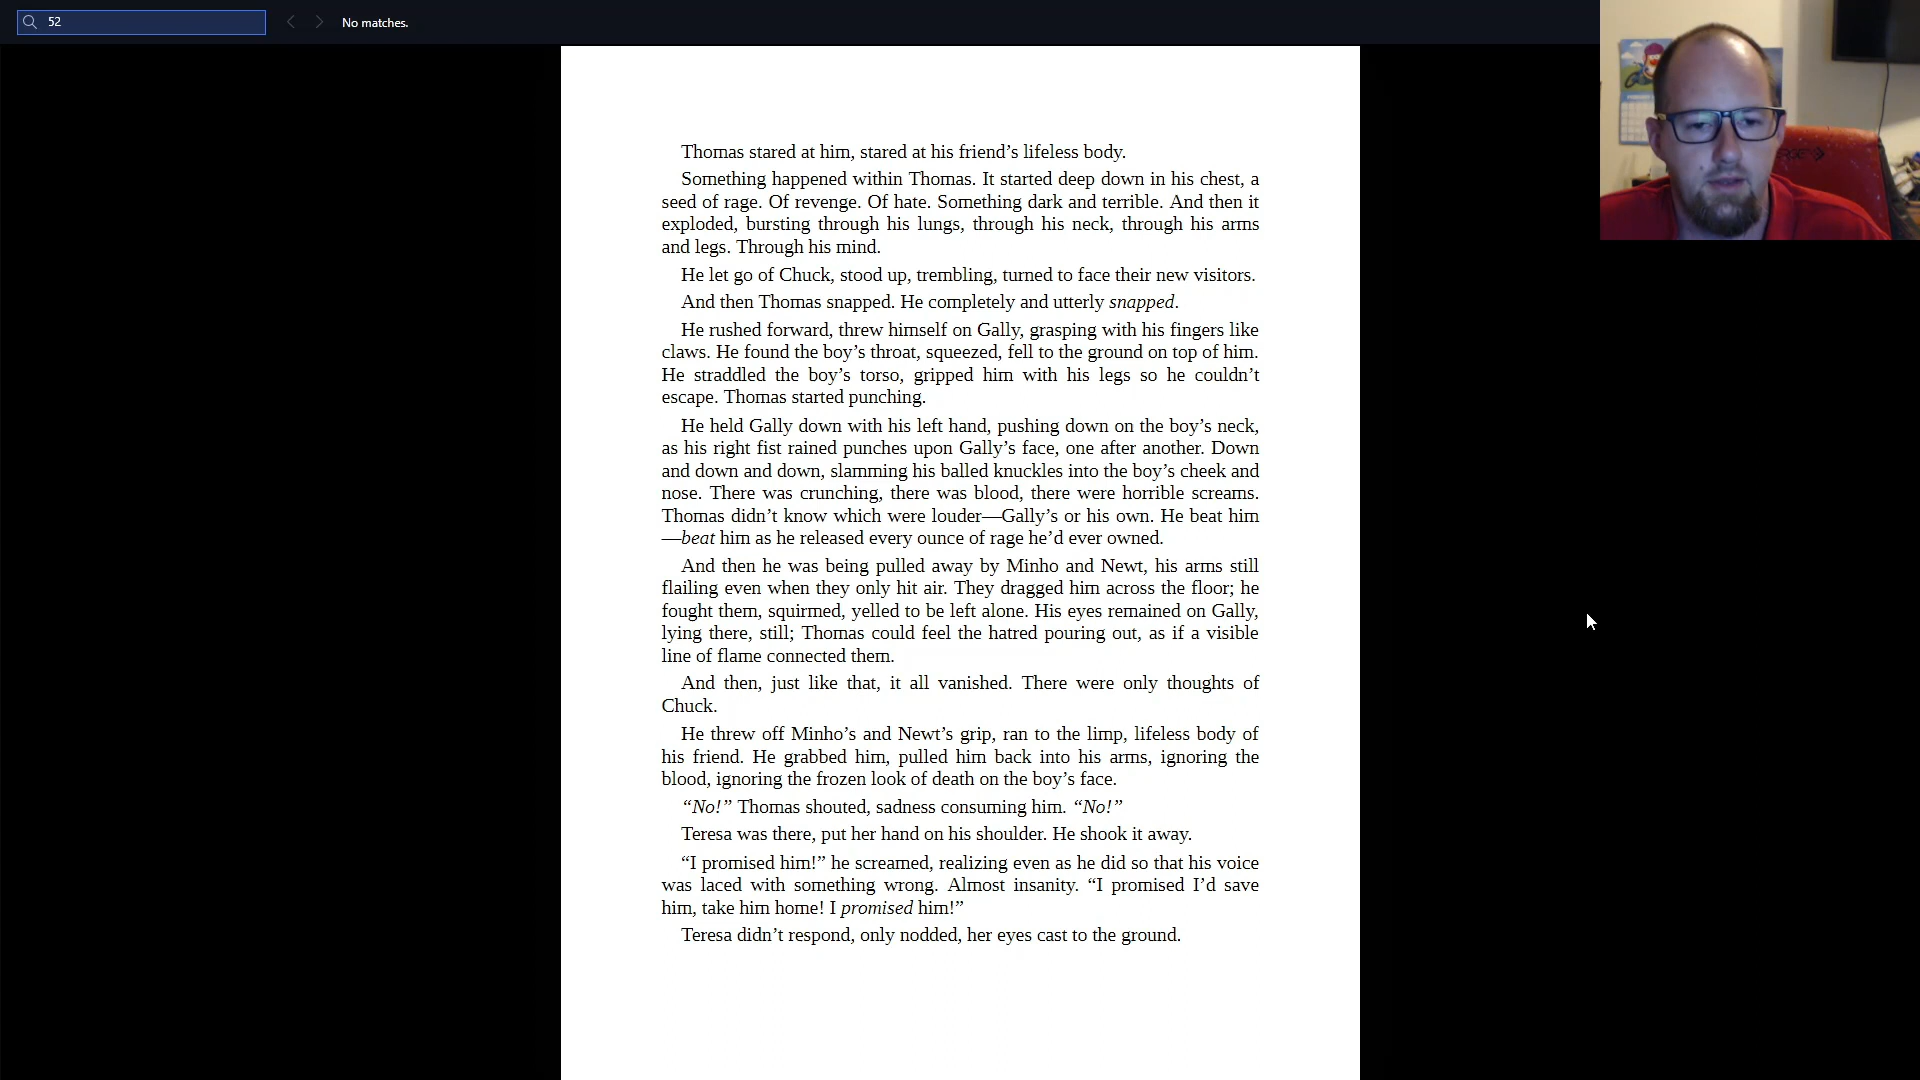 52
No matches.
Thomas stared at him, stared at his friend’s lifeless body.
Something happened within Thomas. It started deep down in his chest, a
seed of rage. Of revenge. Of hate. Something dark and terrible. And then it
exploded, bursting through his lungs, through his neck, through his arms
and legs. Through his mind.
He let go of Chuck, stood up, trembling, turned to face their new visitors.
And then Thomas snapped. He completely and utterly snapped.
He rushed forward, threw himself on Gally, grasping with his fingers like
claws. He found the boy’s throat, squeezed, fell to the ground on top of him.
He straddled the boy’s torso, gripped him with his legs so he couldn’t
escape. Thomas started punching.
He held Gally down with his left hand, pushing down on the boy’s neck,
as his right fist rained punches upon Gally’s face, one after another. Down
and down and down, slamming his balled knuckles into the boy’s cheek and
nose. There was crunching, there was blood, there were horrible screams.
Thomas didn’t know which were louder—Gally’s or his own. He beat him
—beat him as he released every ounce of rage he’d ever owned.
And then he was being pulled away by Minho and Newt, his arms still
flailing even when they only hit air. They dragged him across the floor; he
fought them, squirmed, yelled to be left alone. His eyes remained on Gally,
lying there, still; Thomas could feel the hatred pouring out, as if a visible
line of flame connected them.
And then, just like that, it all vanished. There were only thoughts of
Chuck.
He threw off Minho’s and Newt’s grip, ran to the limp, lifeless body of
his friend. He grabbed him, pulled him back into his arms, ignoring the
blood, ignoring the frozen look of death on the boy’s face.
“No!” Thomas shouted, sadness consuming him. “No!”
Teresa was there, put her hand on his shoulder. He shook it away.
“I promised him!” he screamed, realizing even as he did so that his voice
was laced with something wrong. Almost insanity. “I promised I’d save
him, take him home! I promised him!”
Teresa didn’t respond, only nodded, her eyes cast to the ground.